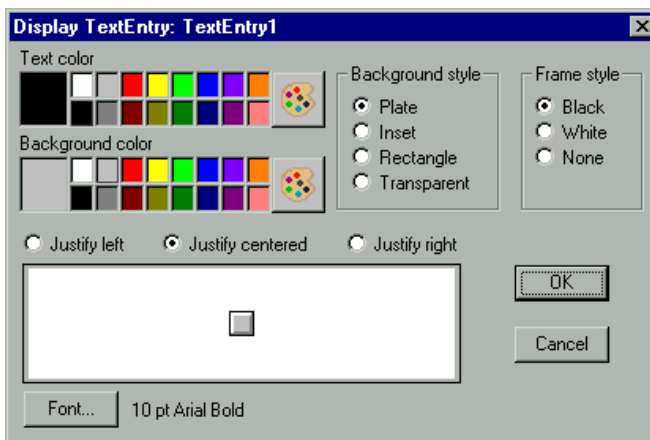 Display TextEntry: TextEntry1
Text color
Background color
Background style
Plate
Inset
Rectangle
Transparent
Frame style
Black
White
None
Justify left
Justify centered
Justify right
OK
Cancel
Font...
10 pt Arial Bold